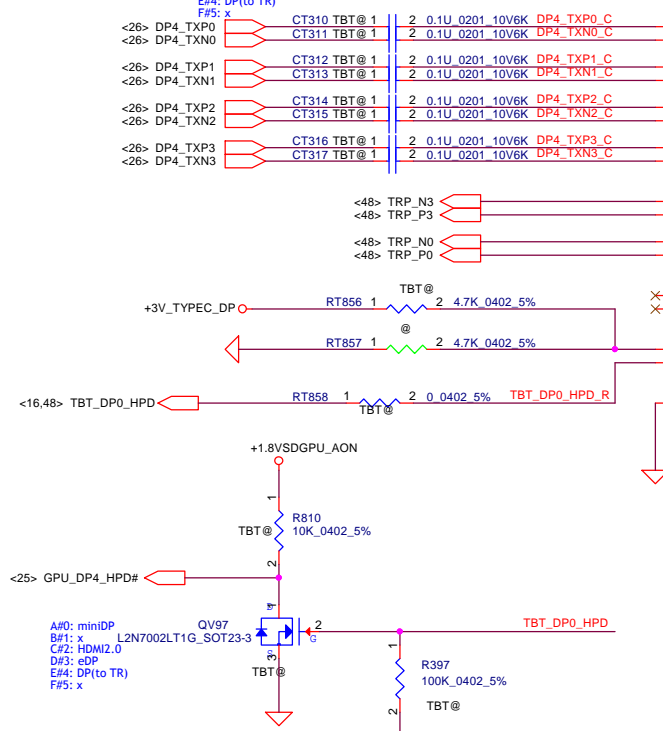 E#4: DP(to TR)
F#5: x
<26> DP4_TXP0 CT310 TBT@ 1 2 0.1U_0201_10V6K DP4_TXP0_C
<26> DP4_TXN0 CT311 TBT@ 1 2 0.1U_0201_10V6K DP4_TXN0_C
<26> DP4_TXP1 CT312 TBT@ 1 2 0.1U_0201_10V6K DP4_TXP1_C
<26> DP4_TXN1 CT313 TBT@ 1 2 0.1U_0201_10V6K DP4_TXN1_C
<26> DP4_TXP2 CT314 TBT@ 1 2 0.1U_0201_10V6K DP4_TXP2_C
<26> DP4_TXN2 CT315 TBT@ 1 2 0.1U_0201_10V6K DP4_TXN2_C
<26> DP4_TXP3 CT316 TBT@ 1 2 0.1U_0201_10V6K DP4_TXP3_C
<26> DP4_TXN3 CT317 TBT@ 1 2 0.1U_0201_10V6K DP4_TXN3_C
<48> TRP_N3
<48> TRP_P3
<48> TRP_N0
<48> TRP_P0
TBT@
+3V_TYPEC_DP RT856 1 2 4.7K_0402_5%
@
RT857 1 2 4.7K_0402_5%
<16,48> TBT_DP0_HPD RT858 1 2 0_0402_5% TBT_DP0_HPD_R
TBT@
+1.8VSDGPU_AON
1
R810
TBT@ 10K_0402_5%
2
<25> GPU_DP4_HPD#
D 1
A#0: miniDP
B#1: x
C#2: HDMI2.0
D#3: eDP
E#4: DP(to TR)
F#5: x
QV97
L2N7002LT1G_SOT23-3
2 TBT_DP0_HPD
G
S 3
TBT@
1
R397
100K_0402_5%
TBT@
2